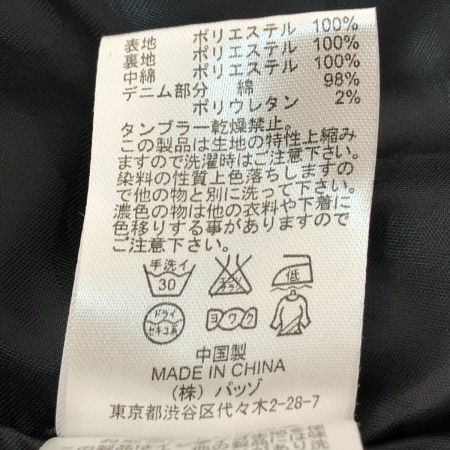 表地 ポリエステル 100%
裏地 ポリエステル 100%
中綿 ポリエステル 100%
デニム部分 綿 98%
ポリウレタン 2%
タンブラー乾燥禁止。
この製品は生地の特性上縮み
ますので洗濯時はご注意下さい。
染料の性質上色落ちしますの
で他の物と別に洗って下さい。
濃色の物は他の衣料や下着に
色移りする事がありますので
ご注意下さい。
手洗イ 30 エンソサラシ 低
ドライ セキユ系 ヨワク
中国製
MADE IN CHINA
(株) パッゾ
東京都渋谷区代々木2-28-7